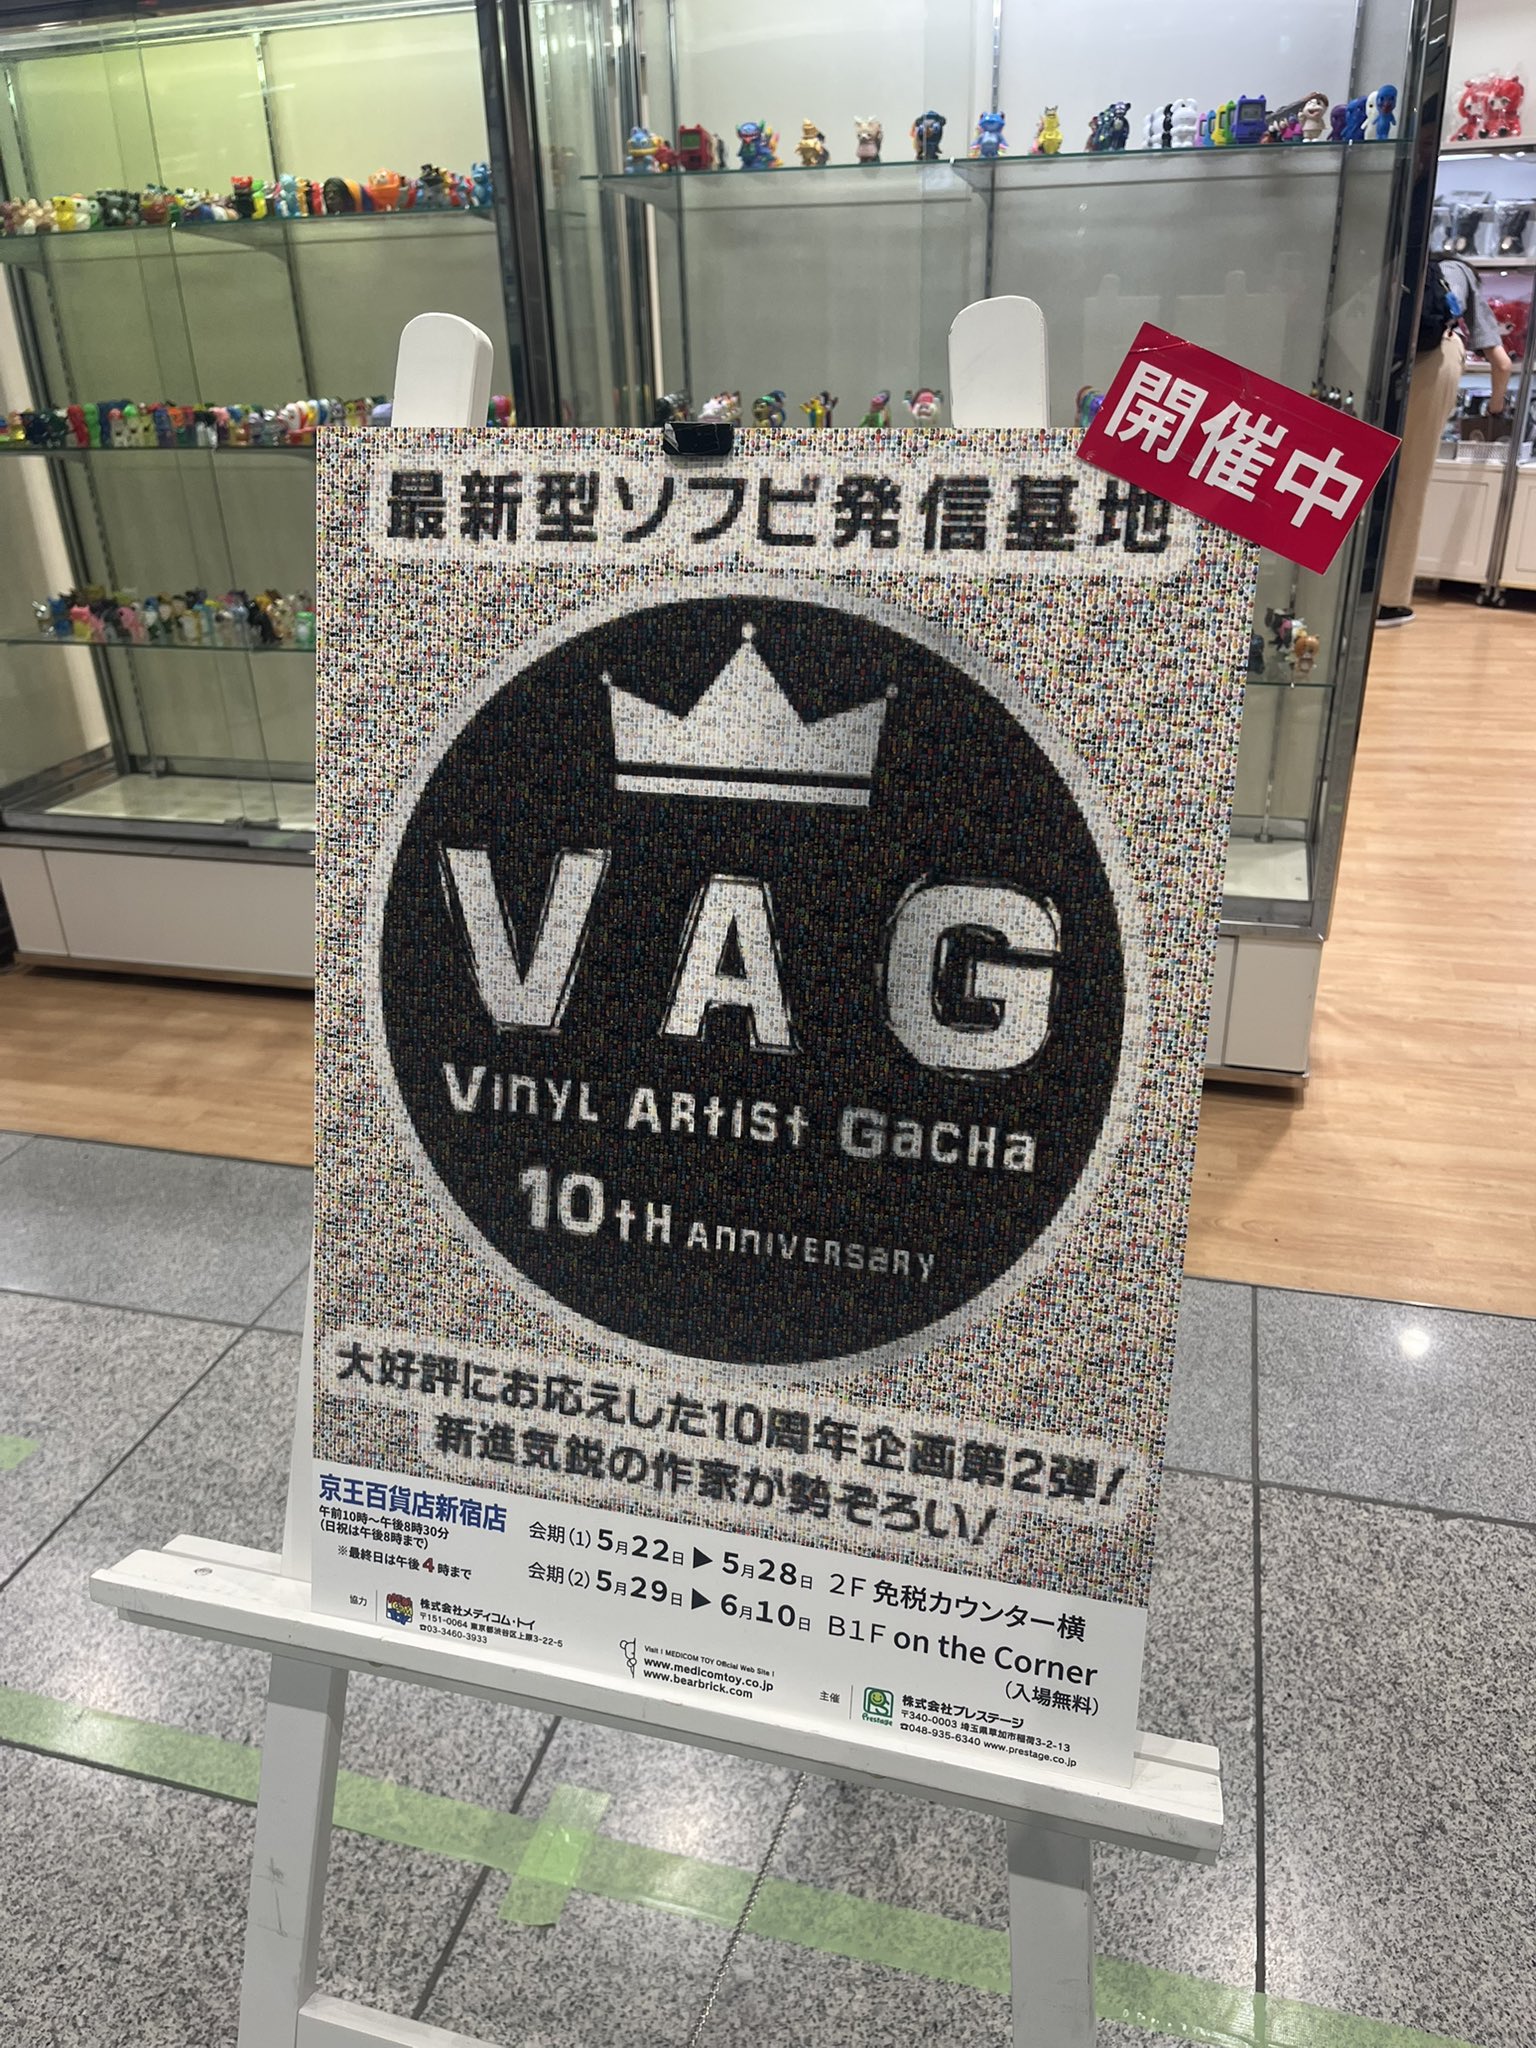 開催中
最新型ソフビ発信基地
VAG
Vinyl Artist Gacha
10th Anniversary
大好評にお応えした10周年企画第2弾!
新進気鋭の作家が勢ぞろい!
京王百貨店新宿店
午前10時〜午後8時30分
(日祝は午後8時まで)
※最終日は午後4時まで
会期(1) 5月22日▶5月28日 2F 免税カウンター横
会期(2) 5月29日▶6月10日 B1F on the Corner
(入場無料)
協力
株式会社メディコム・トイ
〒151-0064 東京都渋谷区上原3-22-5
☎03-3460-3933
Visit ! MEDICOM TOY Official Web Site !
www.medicomtoy.co.jp
www.bearbrick.com
主催
Prestage
株式会社プレステージ
〒340-0003 埼玉県草加市稲荷3-2-13
☎048-935-6340 www.prestage.co.jp